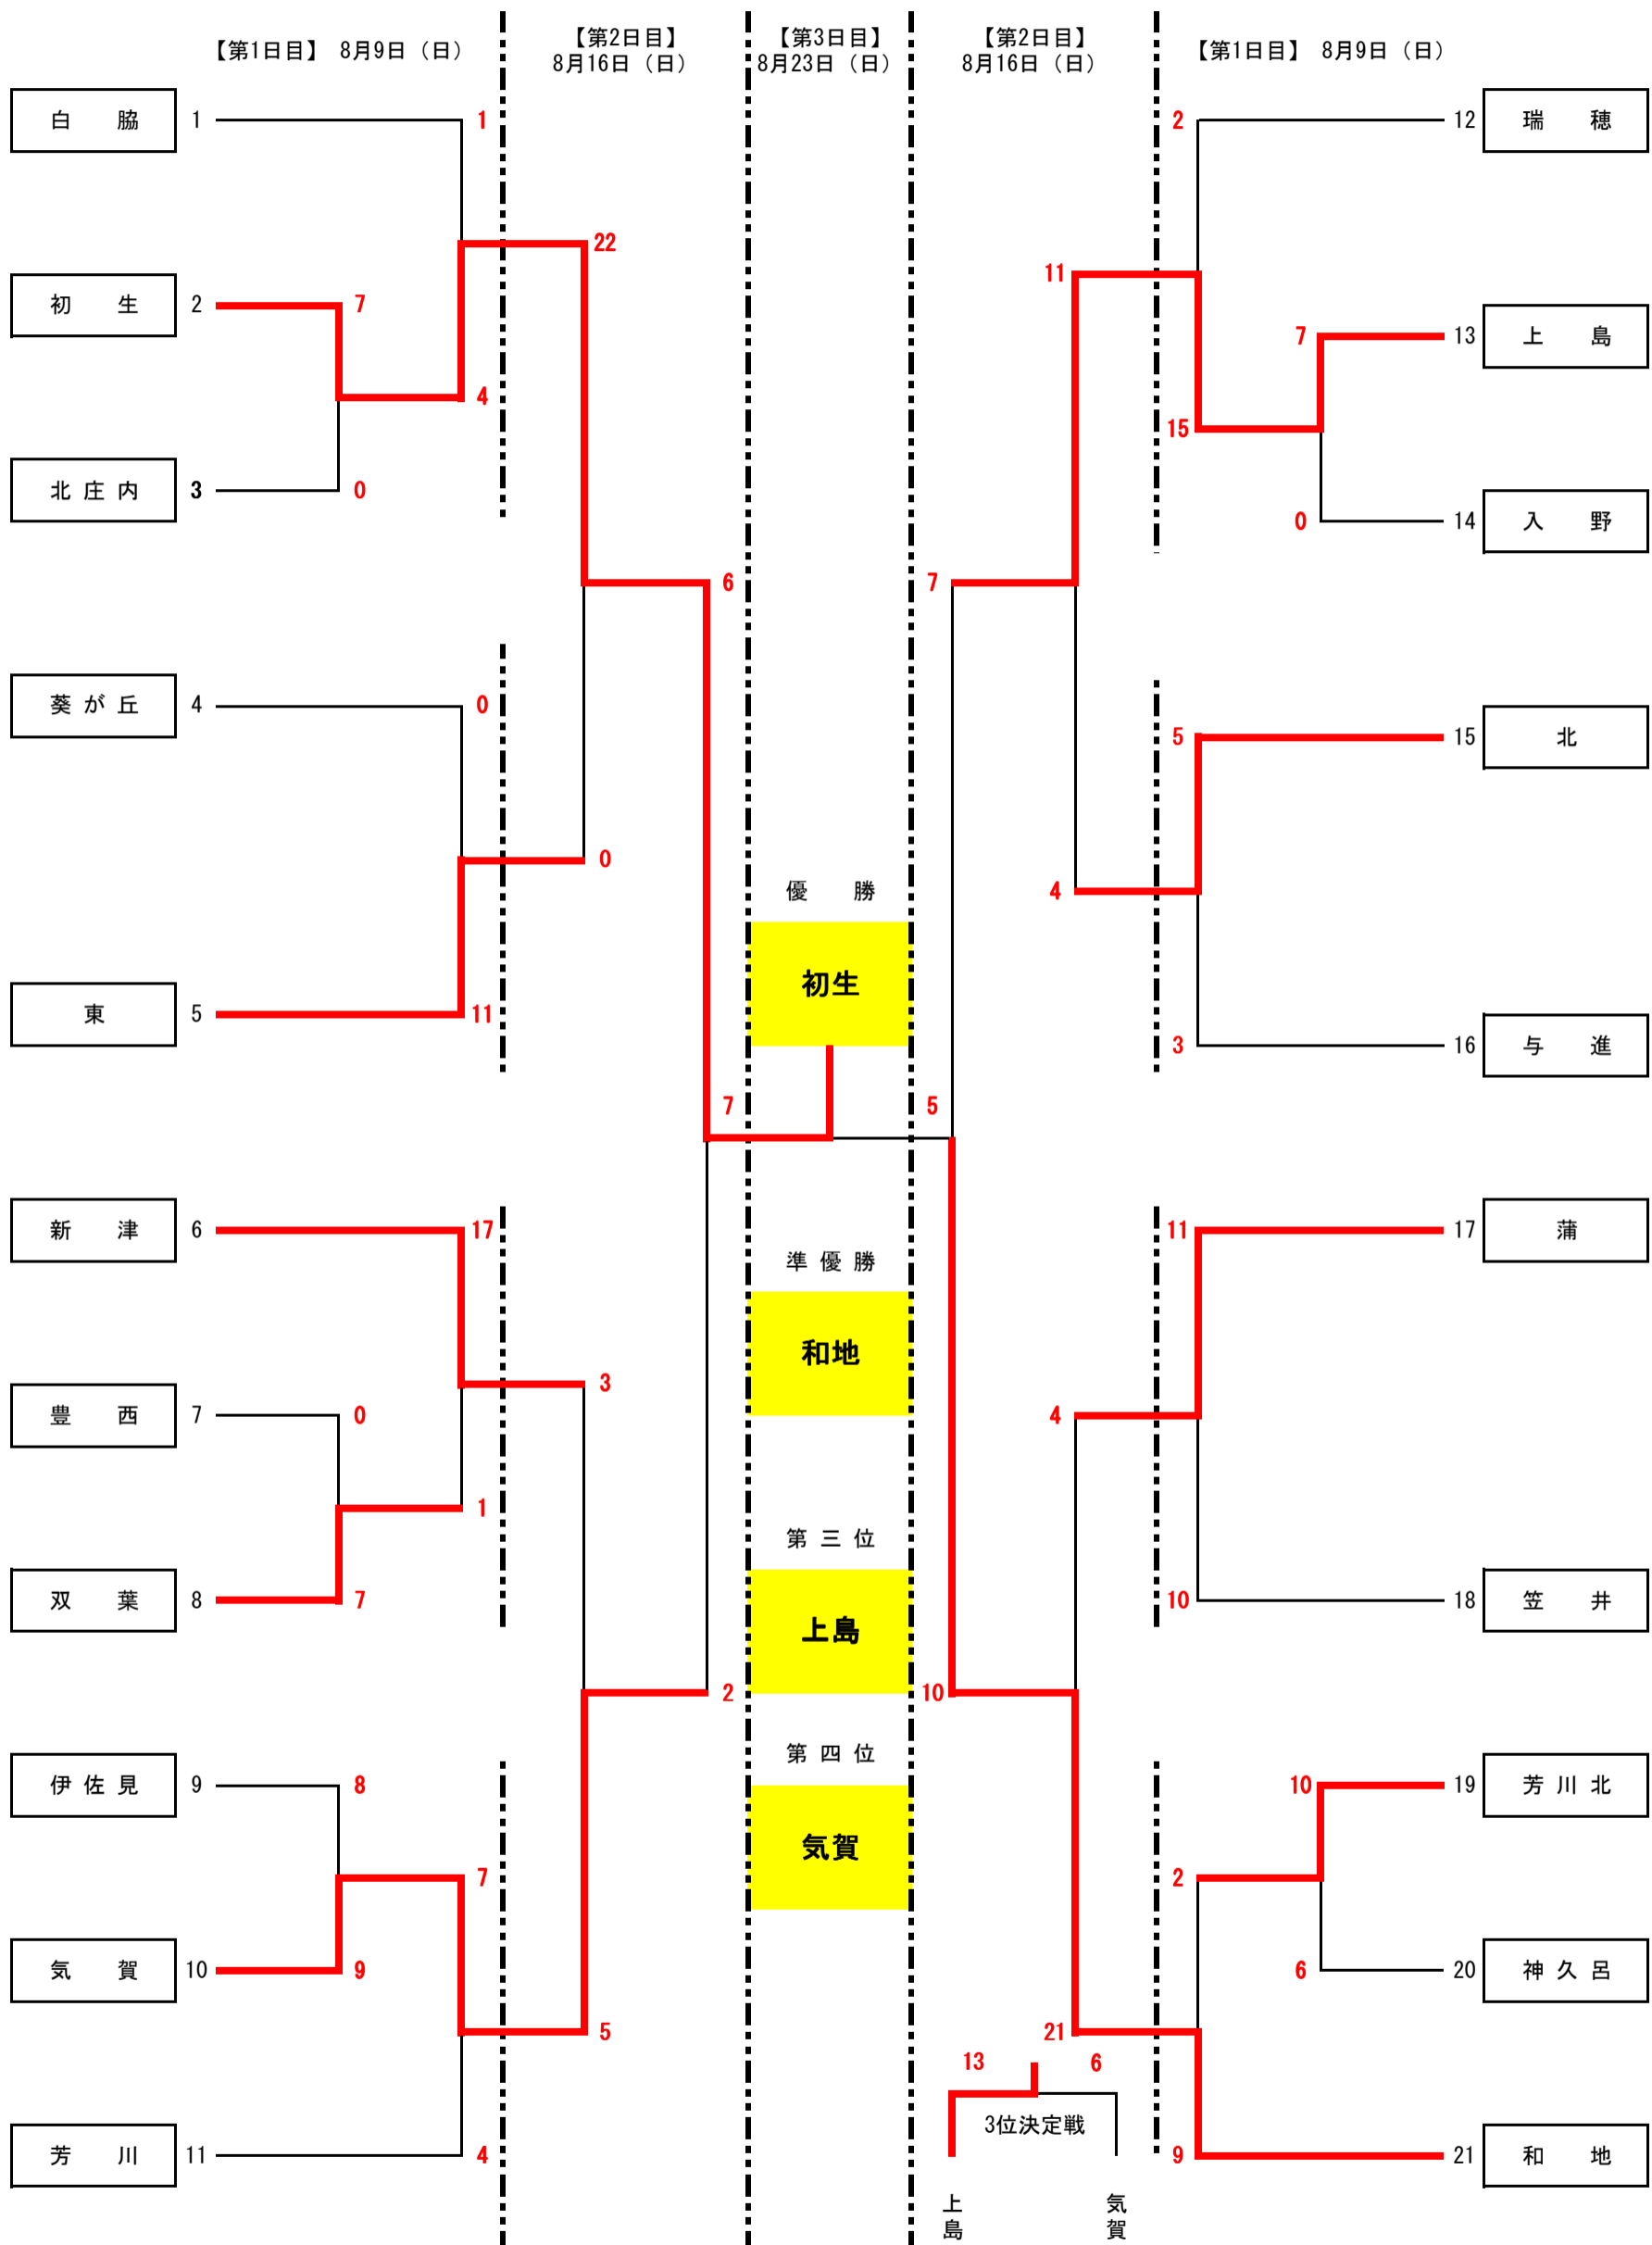 【第1日目】 8月9日（日）
【第2日目】
8月16日（日）
【第3日目】
8月23日（日）
【第2日目】
8月16日（日）
【第1日目】 8月9日（日）
白 脇 1 1
2 12 瑞 穂
22
11
初 生 2 7
7 13 上 島
4
15
北庄内 3 0
0 14 入 野
6
7
葵が丘 4 0
5 15 北
0
4
優 勝
初生
東 5 11
3 16 与 進
7
5
新 津 6 17
11 17 蒲
準優勝
和地
3
4
豊 西 7 0
1
第三位
上島
双 葉 8 7
10 18 笠 井
2
10
第四位
気賀
伊佐見 9 8
10 19 芳川北
7
2
気 賀 10 9
6 20 神久呂
5
21
13 6
3位決定戦
芳 川 11 4
9 21 和 地
上島
気賀